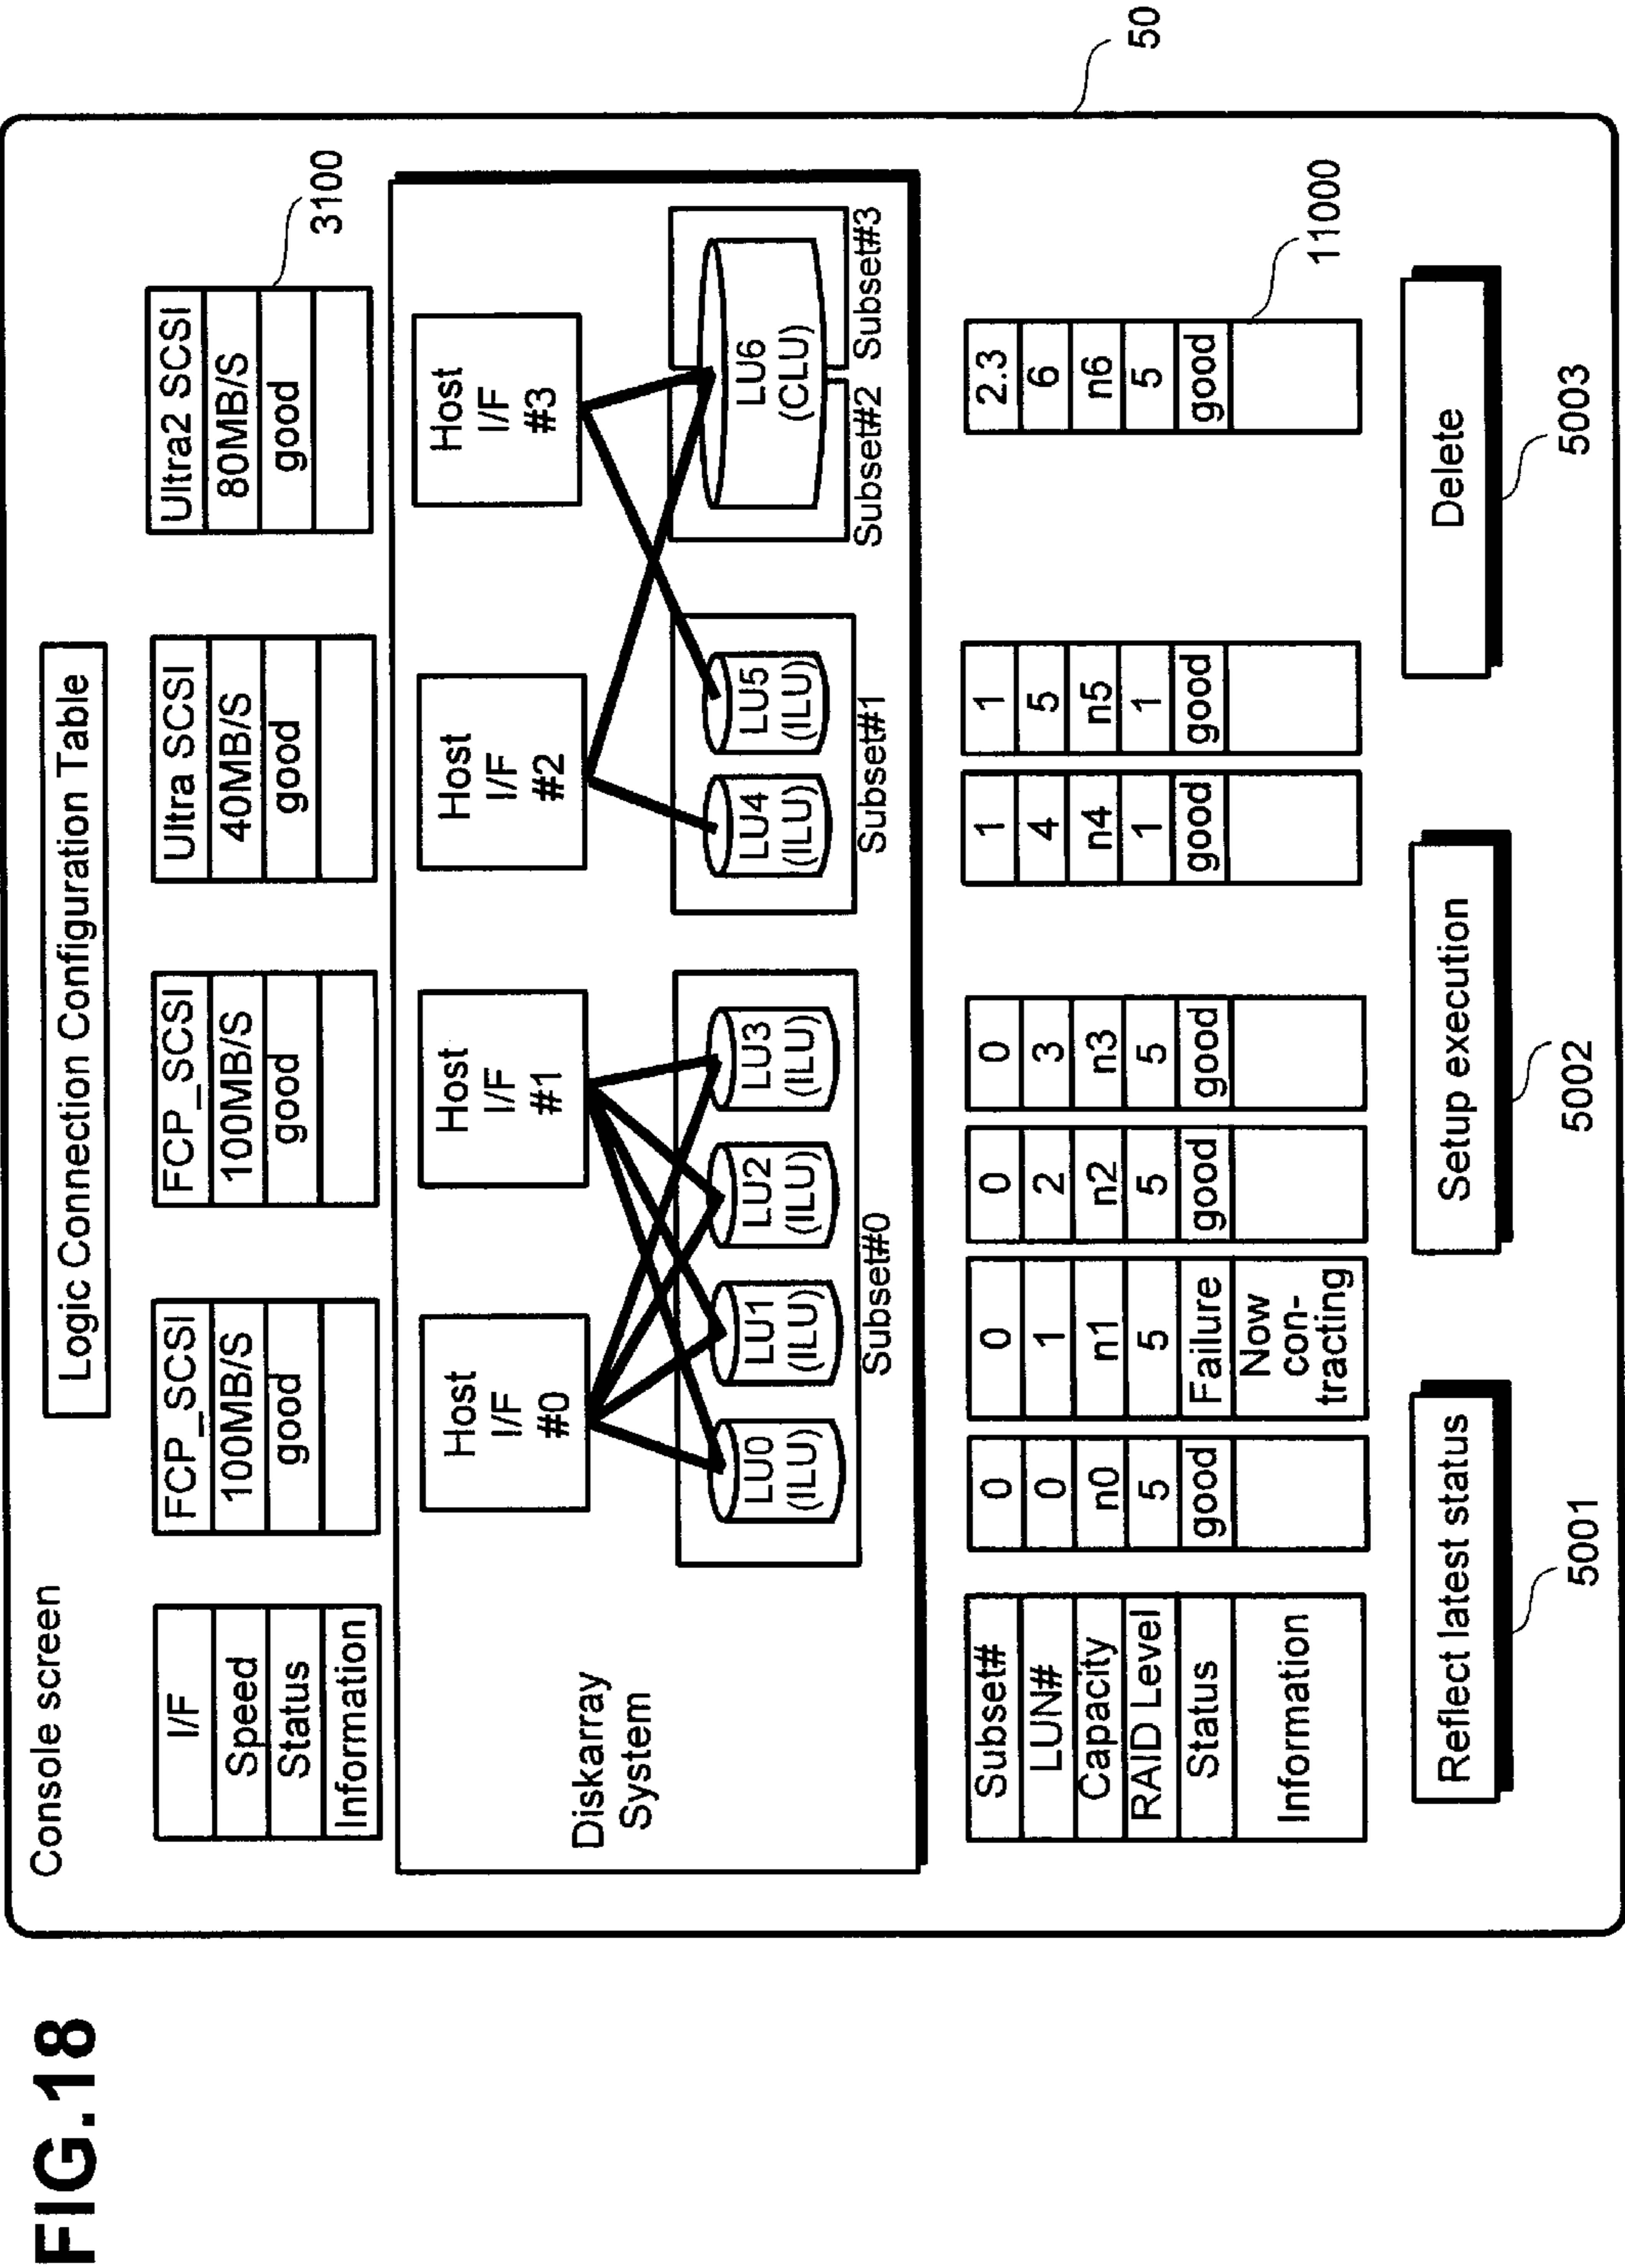 FIG.18
Console screen
Logic Connection Configuration Table
I/F
Speed
Status
Information
FCP_SCSI
100MB/S
good
FCP_SCSI
100MB/S
good
Ultra SCSI
40MB/S
good
Ultra2 SCSI
80MB/S
good
3100
50
Diskarray
System
Host
I/F
#0
Host
I/F
#1
Host
I/F
#2
Host
I/F
#3
LU0
(ILU)
LU1
(ILU)
LU2
(ILU)
LU3
(ILU)
Subset#0
LU4
(ILU)
LU5
(ILU)
Subset#1
LU6
(CLU)
Subset#2
Subset#3
Subset#
LUN#
Capacity
RAID Level
Status
Information
0
0
n0
5
good
0
1
n1
5
Failure
Now
con-
tracting
0
2
n2
5
good
0
3
n3
5
good
1
4
n4
1
good
1
5
n5
1
good
2.3
6
n6
5
good
11000
Reflect latest status
5001
Setup execution
5002
Delete
5003